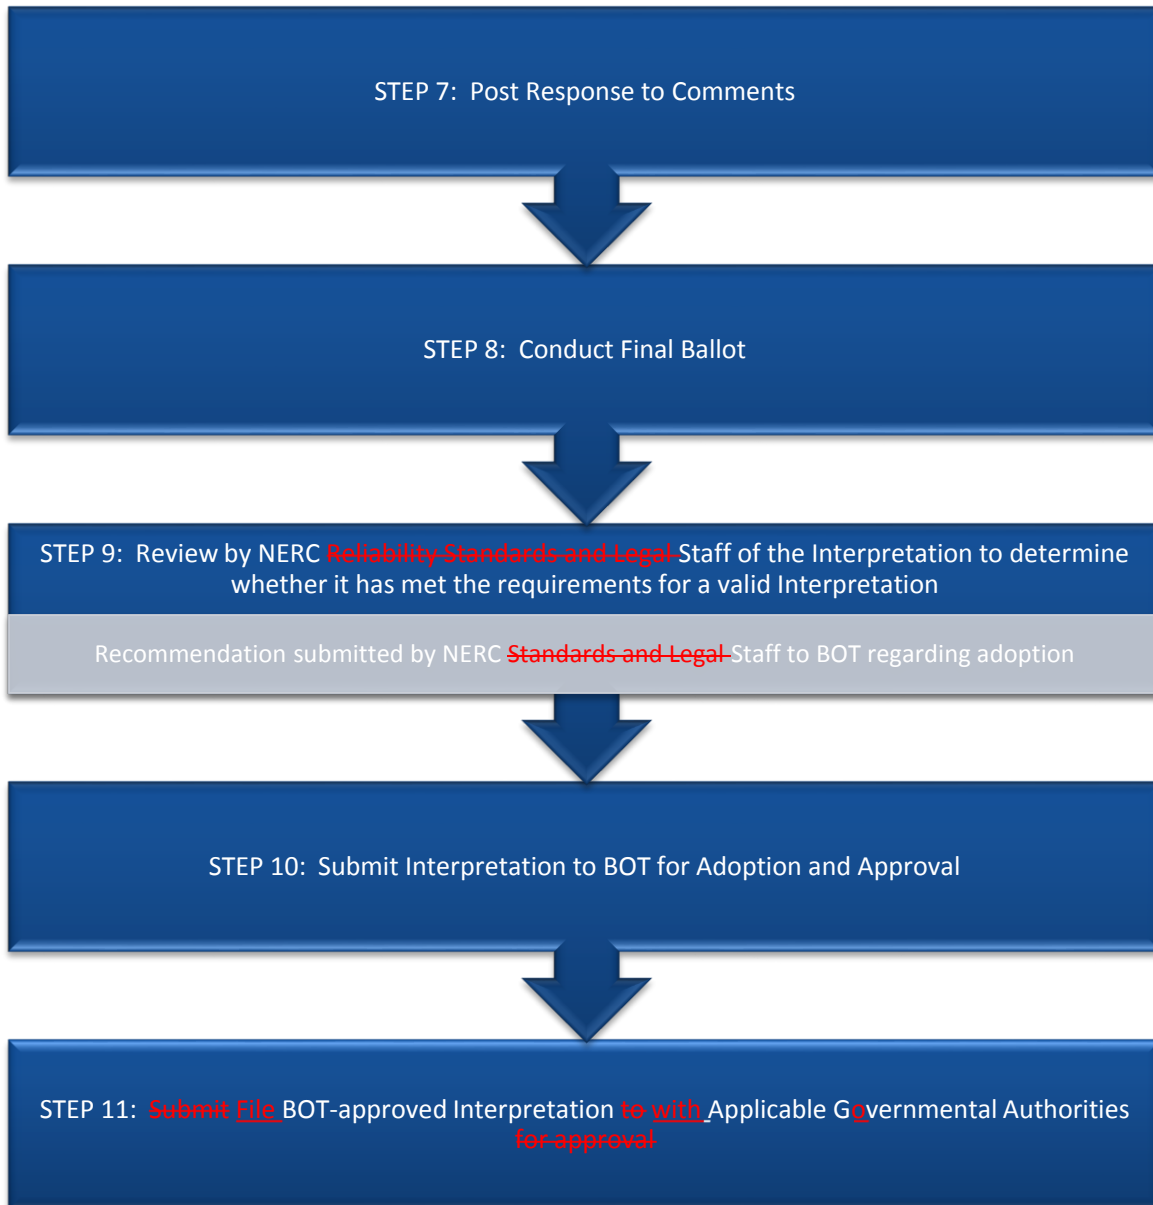 STEP 7:  Post Response to Comments
STEP 8:  Conduct Final Ballot
STEP 9:  Review by NERC Reliability Standards and Legal Staff of the Interpretation to determine
whether it has met the requirements for a valid Interpretation
Recommendation submitted by NERC Standards and Legal Staff to BOT regarding adoption
STEP 10:  Submit Interpretation to BOT for Adoption and Approval
STEP 11:  Submit File BOT-approved Interpretation to with Applicable Governmental Authorities
for approval